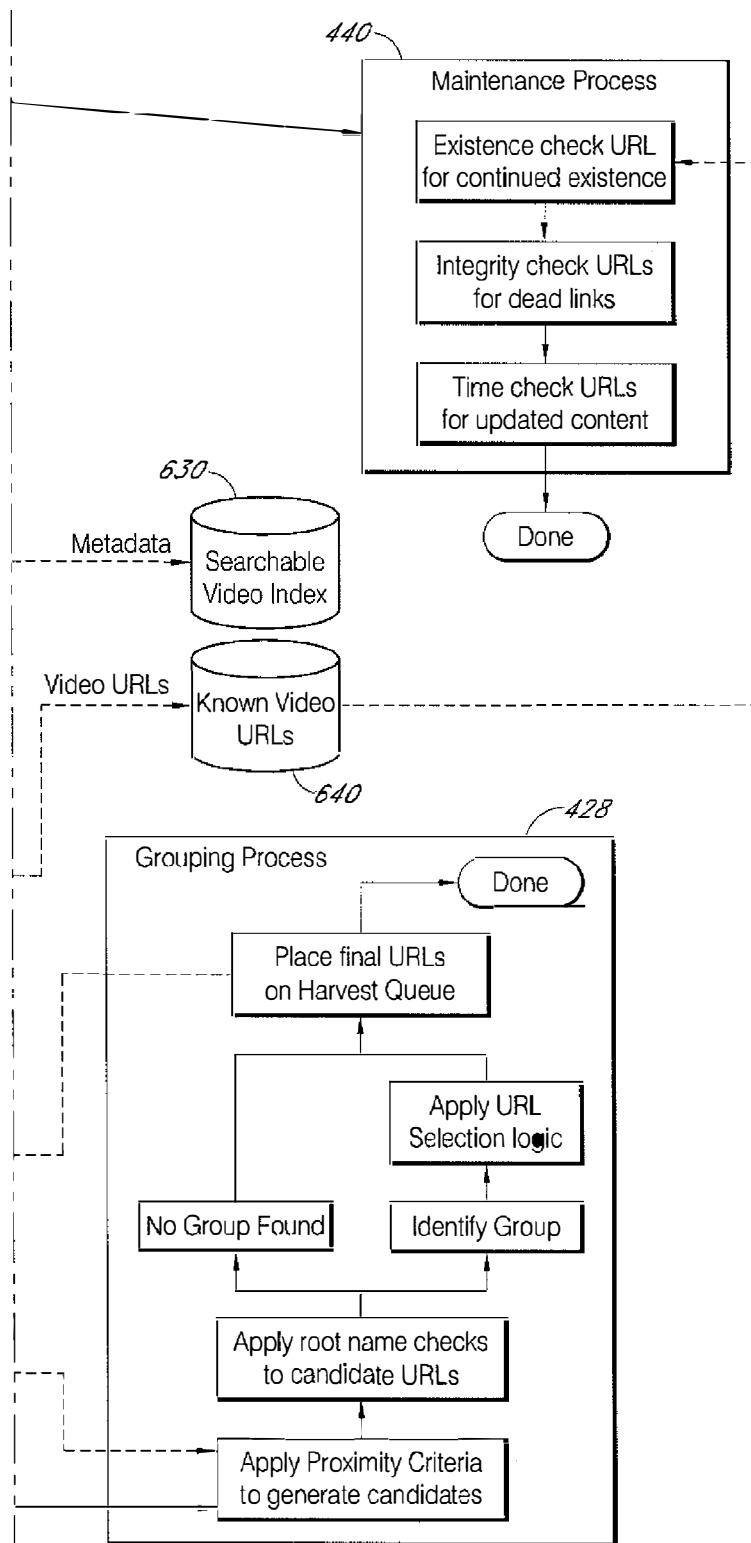 440
Maintenance Process
Existence check URL
for continued existence
Integrity check URLs
for dead links
Time check URLs
for updated content
Done
630
Metadata
Searchable
Video Index
Video URLs
Known Video
URLs
640
428
Grouping Process
Done
Place final URLs
on Harvest Queue
Apply URL
Selection logic
No Group Found
Identify Group
Apply root name checks
to candidate URLs
Apply Proximity Criteria
to generate candidates